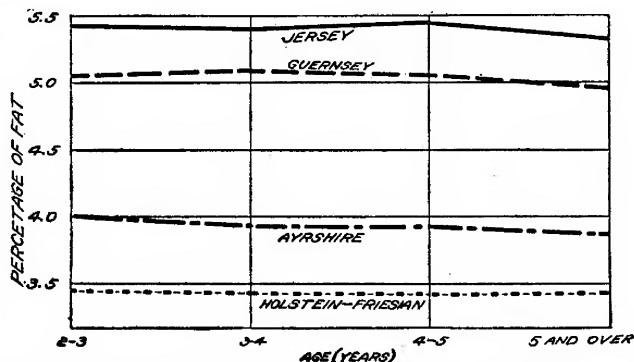 5.5
JERSEY
GUERNSEY
5.0
4.5
PERCETAGE OF FAT
4.0
AYRSHIRE
3.5
HOLSTEIN-FRIESIAN
2-3 3-4 4-5 5 AND OVER
AGE (YEARS)